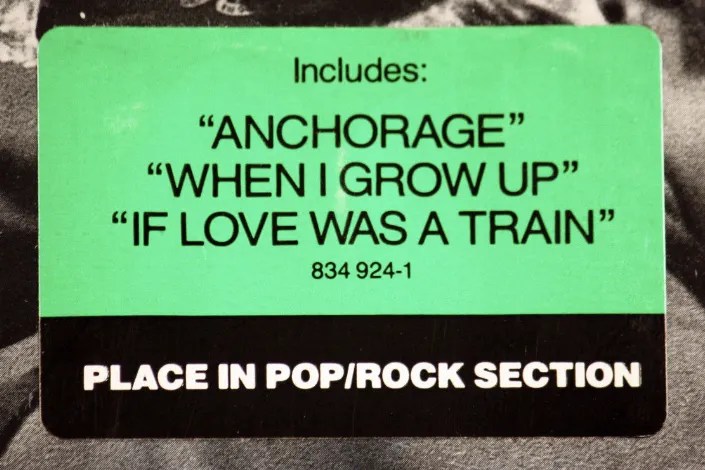 Includes:
“ANCHORAGE”
“WHEN I GROW UP”
“IF LOVE WAS A TRAIN”
834 924-1
PLACE IN POP/ROCK SECTION